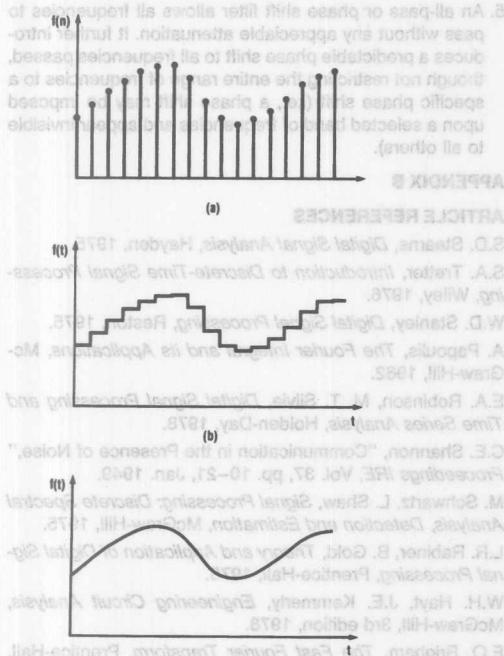 f(n)
5. An all-pass or phase shift filter allows all frequencies to
pass without any appreciable attenuation. It further intro-
duces a predictable phase shift to all frequencies passed,
though not restricting the entire range of frequencies to a
specific phase shift (i.e., a phase shift may be imposed
upon a selected band of frequencies and appear invisible
to all others).
APPENDIX B
(a)
ARTICLE REFERENCES
f(t)
S.D. Stearns, Digital Signal Analysis, Hayden, 1975.
S.A. Tretter, Introduction to Discrete-Time Signal Process-
ing, Wiley, 1976.
W.D. Stanley, Digital Signal Processing, Reston, 1975.
A. Papoulis, The Fourier Integral and its Applications, Mc-
Graw-Hill, 1962.
E.A. Robinson, M. T. Silvia, Digital Signal Processing and
Time Series Analysis, Holden-Day, 1978.
t
(b)
C.E. Shannon, "Communication in the Presence of Noise,"
Proceedings IRE, Vol. 37, pp. 10–21, Jan. 1949.
f(t)
M. Schwartz, L. Shaw, Signal Processing: Discrete Spectral
Analysis, Detection and Estimation, McGraw-Hill, 1975.
L.R. Rabiner, B. Gold, Theory and Application of Digital Sig-
nal Processing, Prentice-Hall, 1975.
W.H. Hayt, J.E. Kemmerly, Engineering Circuit Analysis,
McGraw-Hill, 3rd edition, 1978.
t
E.O. Brigham, The Fast Fourier Transform, Prentice-Hall,